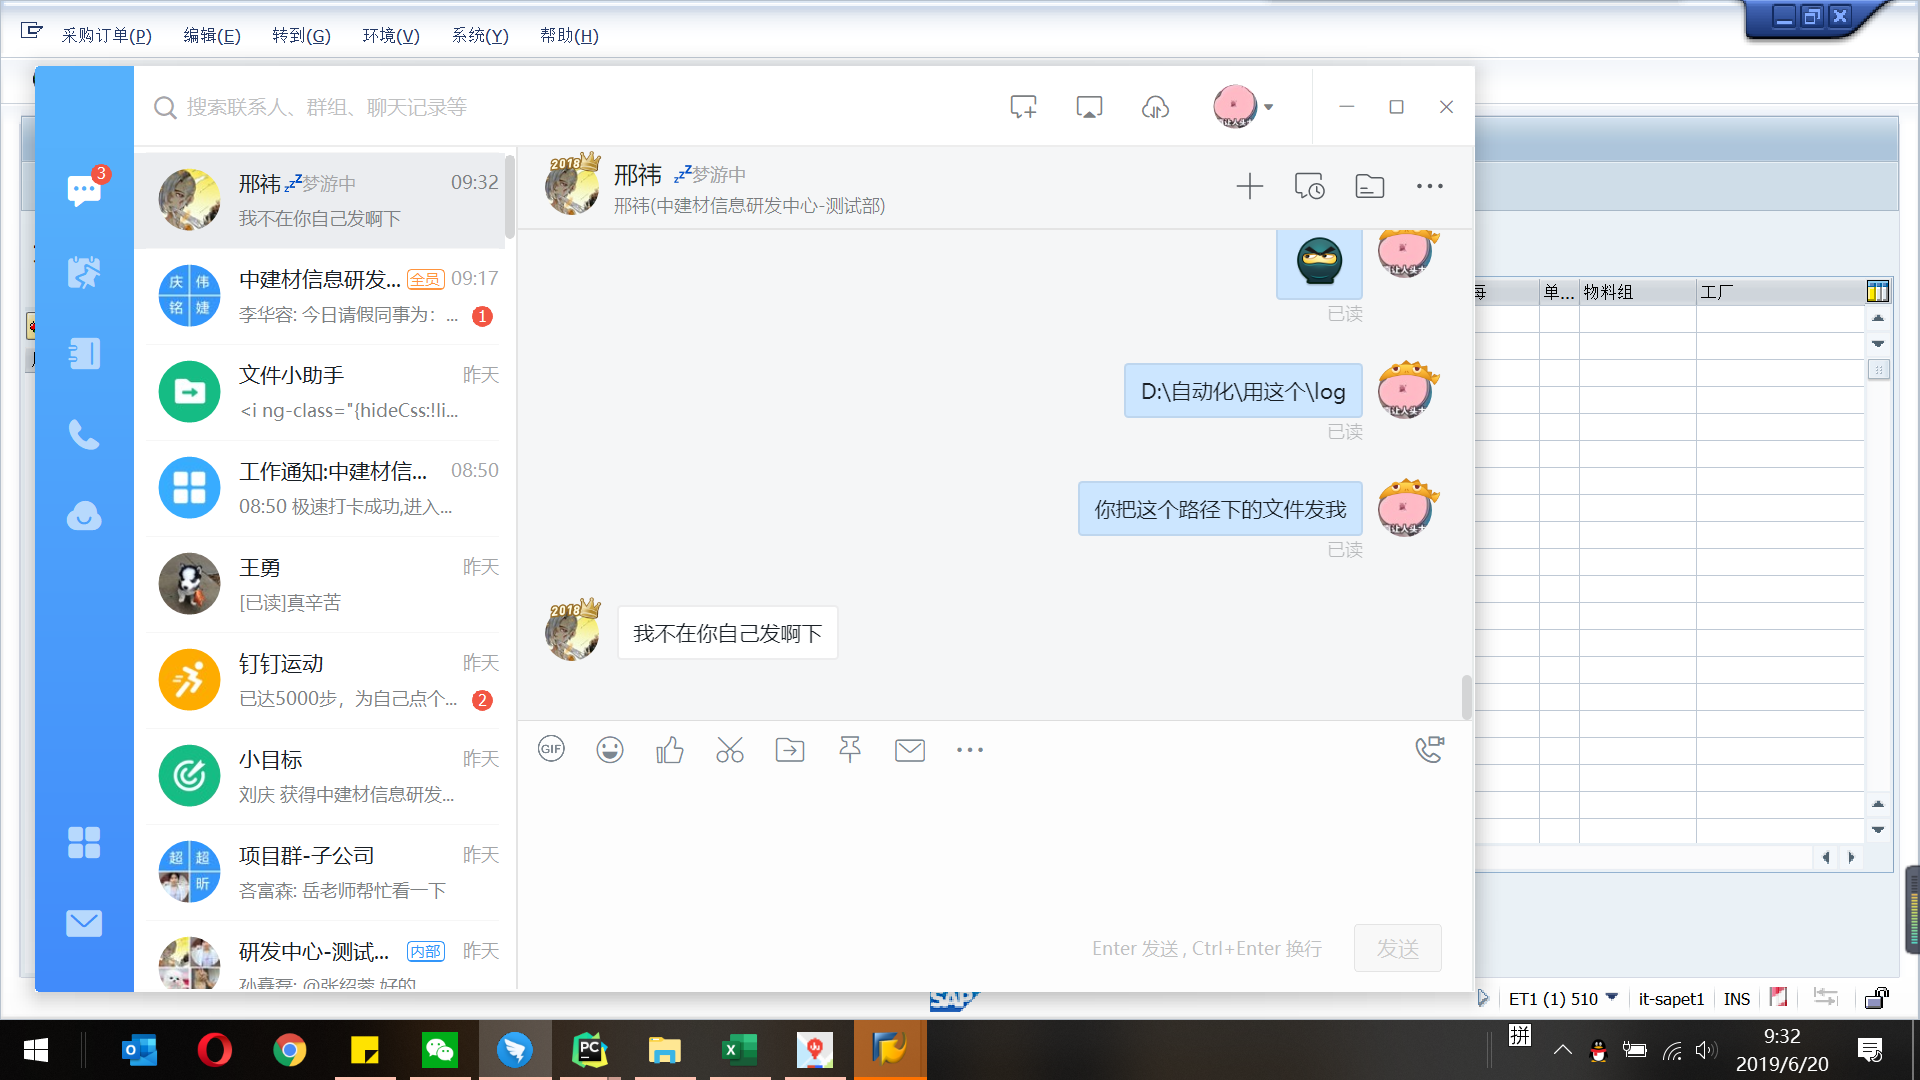 采购订单(P) 编辑(E) 转到(G) 环境(V) 系统(Y) 帮助(H)
搜索联系人、群组、聊天记录等
3
邢祎 梦游中 09:32
我不在你自己发啊下
庆 伟 铭 婕
中建材信息研发... 全员 09:17
李华容: 今日请假同事为: ... 1
文件小助手 昨天
<i ng-class="{hideCss:!li...
工作通知:中建材信... 08:50
08:50 极速打卡成功,进入...
王勇 昨天
[已读]真辛苦
钉钉运动 昨天
已达5000步，为自己点个... 2
小目标 昨天
刘庆 获得中建材信息研发...
超 超 昕
项目群-子公司 昨天
吝富森: 岳老师帮忙看一下
研发中心-测试... 内部 昨天
@张绍蓉 好的
2018
邢祎 梦游中
邢祎(中建材信息研发中心-测试部)
已读
D:\自动化\用这个\log
已读
你把这个路径下的文件发我
已读
2018
我不在你自己发啊下
GIF
Enter 发送 , Ctrl+Enter 换行 发送
单... 物料组 工厂
SAP
ET1 (1) 510 it-sapet1 INS
PC
拼
9:32
2019/6/20